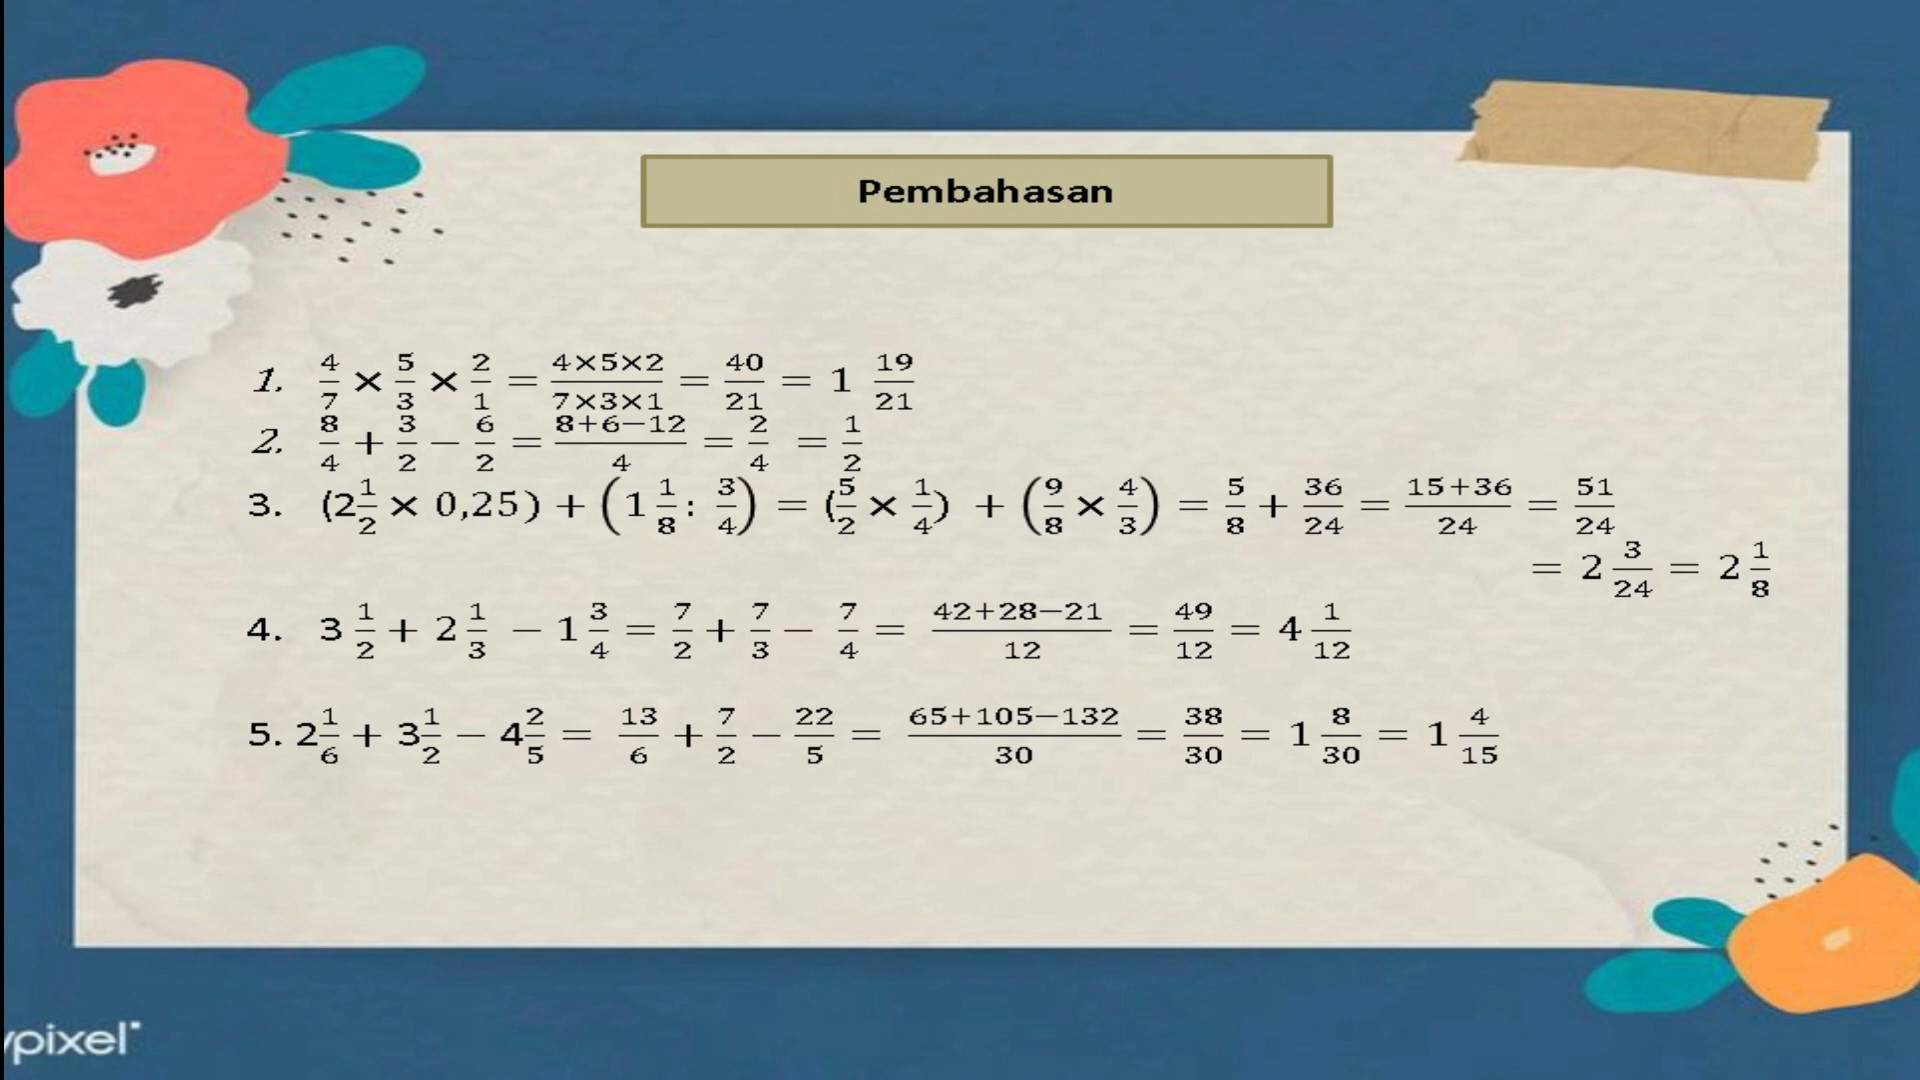 Pembahasan
1. 4/7 × 5/3 × 2/1 = 4×5×2/7×3×1 = 40/21 = 1 19/21
2. 8/4 + 3/2 − 6/2 = 8+6−12/4 = 2/4 = 1/2
3. (2 1/2 × 0,25) + (1 1/8 : 3/4) = (5/2 × 1/4) + (9/8 × 4/3) = 5/8 + 36/24 = 15+36/24 = 51/24
= 2 3/24 = 2 1/8
4. 3 1/2 + 2 1/3 − 1 3/4 = 7/2 + 7/3 − 7/4 = 42+28−21/12 = 49/12 = 4 1/12
5. 2 1/6 + 3 1/2 − 4 2/5 = 13/6 + 7/2 − 22/5 = 65+105−132/30 = 38/30 = 1 8/30 = 1 4/15
pixel